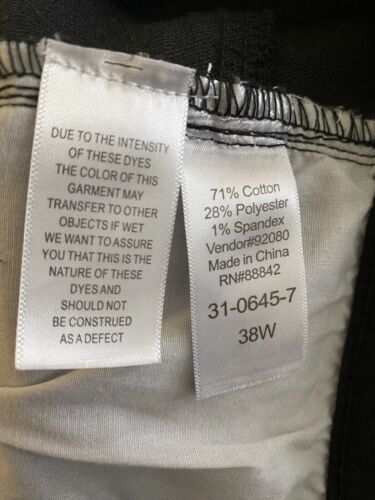 DUE TO THE INTENSITY
OF THESE DYES
THE COLOR OF THIS
GARMENT MAY
TRANSFER TO OTHER
OBJECTS IF WET
WE WANT TO ASSURE
YOU THAT THIS IS THE
NATURE OF THESE
DYES AND
SHOULD NOT
BE CONSTRUED
AS A DEFECT
71% Cotton
28% Polyester
1% Spandex
Vendor#92080
Made in China
RN#88842
31-0645-7
38W